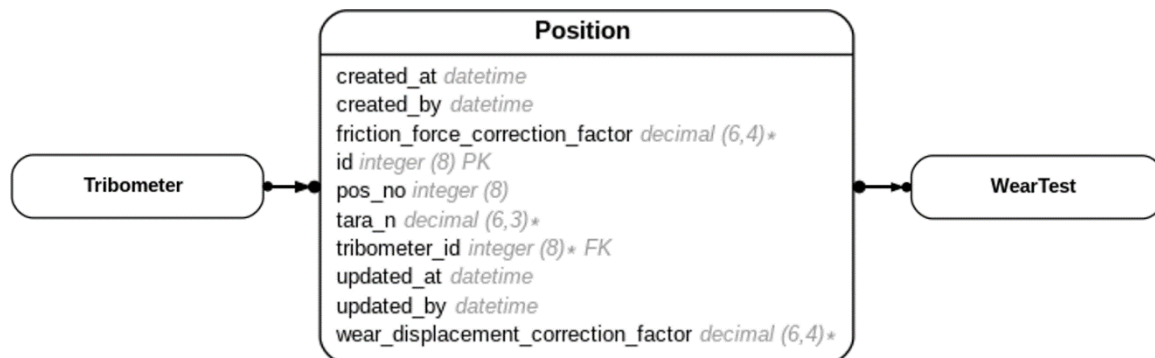 Position
created_at datetime
created_by datetime
friction_force_correction_factor decimal (6,4)*
id integer (8) PK
pos_no integer (8)
tara_n decimal (6,3)*
tribometer_id integer (8)* FK
updated_at datetime
updated_by datetime
wear_displacement_correction_factor decimal (6,4)*
Tribometer
WearTest